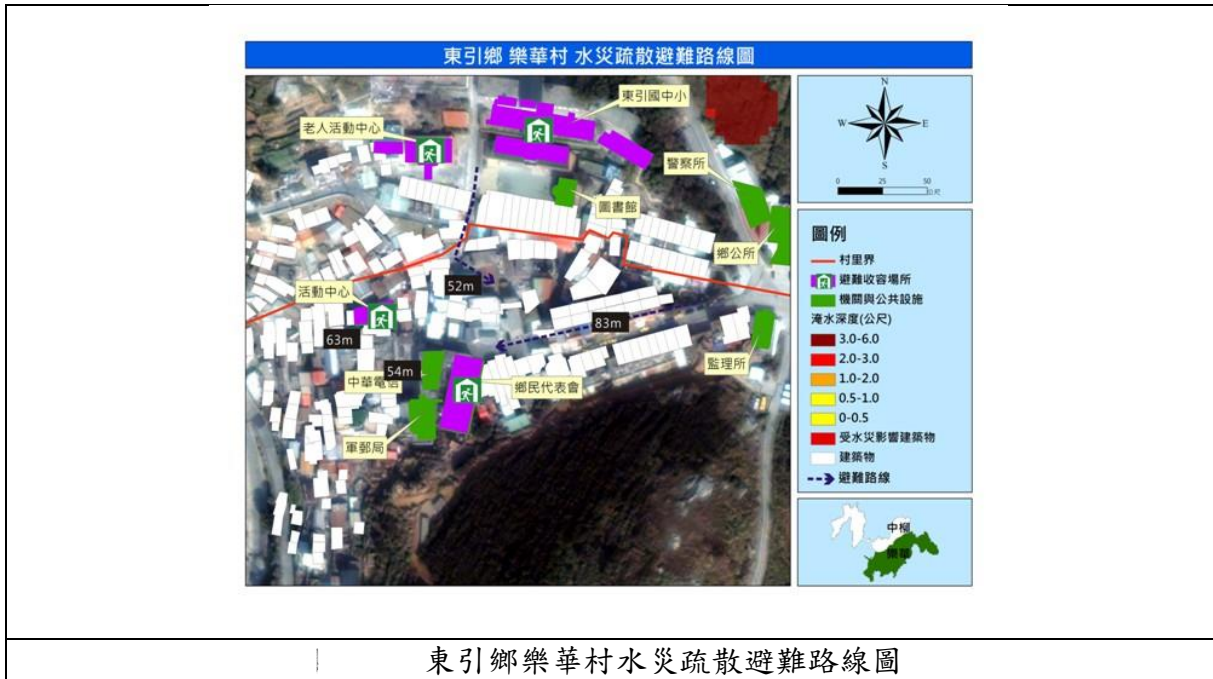 東引鄉 樂華村 水災疏散避難路線圖
東引國中小
老人活動中心
警察所
圖書館
鄉公所
52m
活動中心
83m
63m
監理所
54m
中華電信
鄉民代表會
軍郵局
N
W
E
S
0 25 50
公尺
圖例
村里界
避難收容場所
機關與公共設施
淹水深度(公尺)
3.0-6.0
2.0-3.0
1.0-2.0
0.5-1.0
0-0.5
受水災影響建築物
建築物
避難路線
中柳
樂華
東引鄉樂華村水災疏散避難路線圖